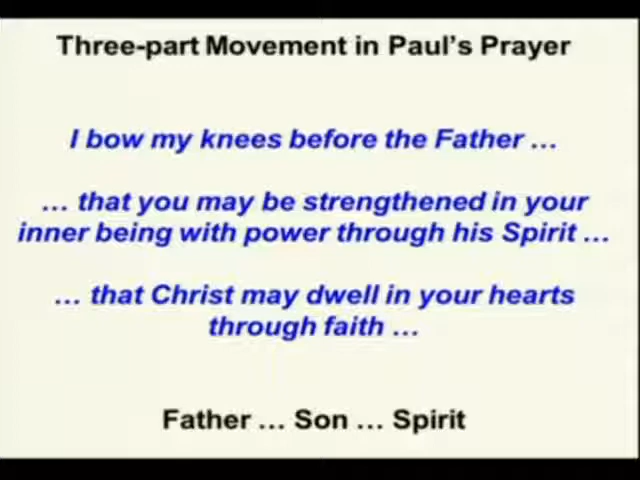 Three-part Movement in Paul's Prayer
I bow my knees before the Father …
… that you may be strengthened in your
inner being with power through his Spirit …
… that Christ may dwell in your hearts
through faith …
Father … Son … Spirit